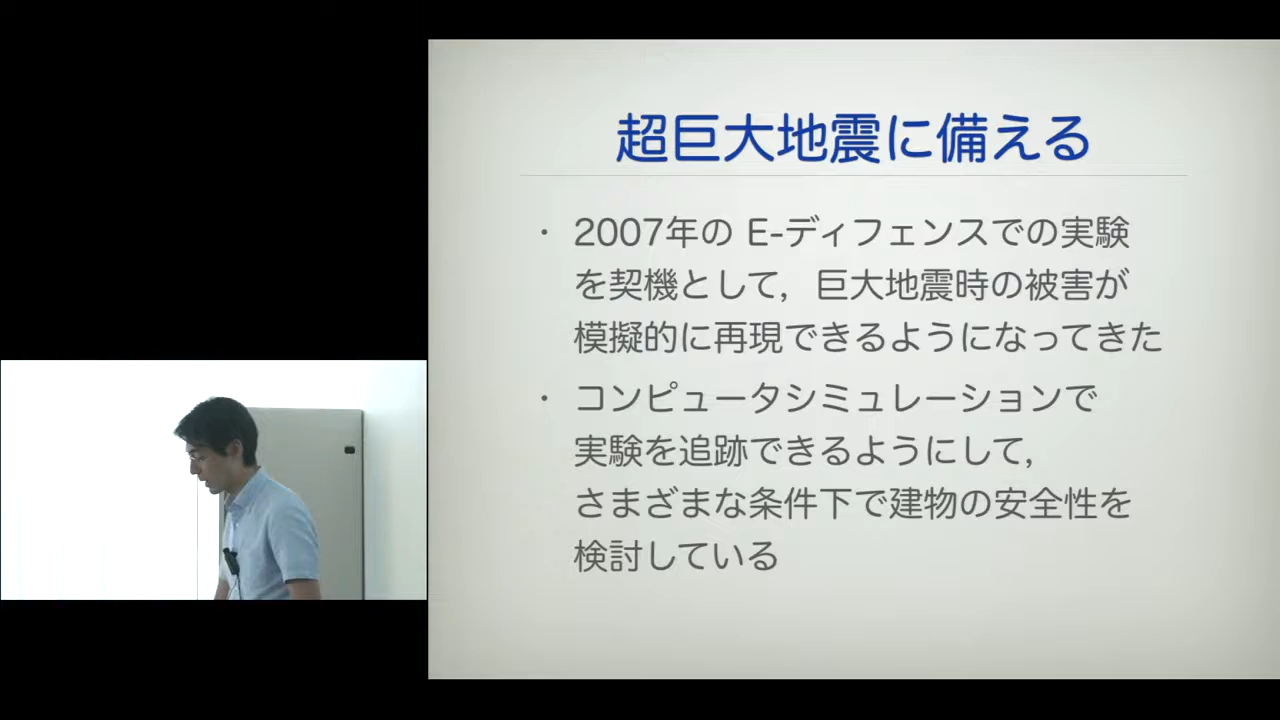 超巨大地震に備える
・ 2007年の E-ディフェンスでの実験
を契機として，巨大地震時の被害が
模擬的に再現できるようになってきた
・ コンピュータシミュレーションで
実験を追跡できるようにして，
さまざまな条件下で建物の安全性を
検討している